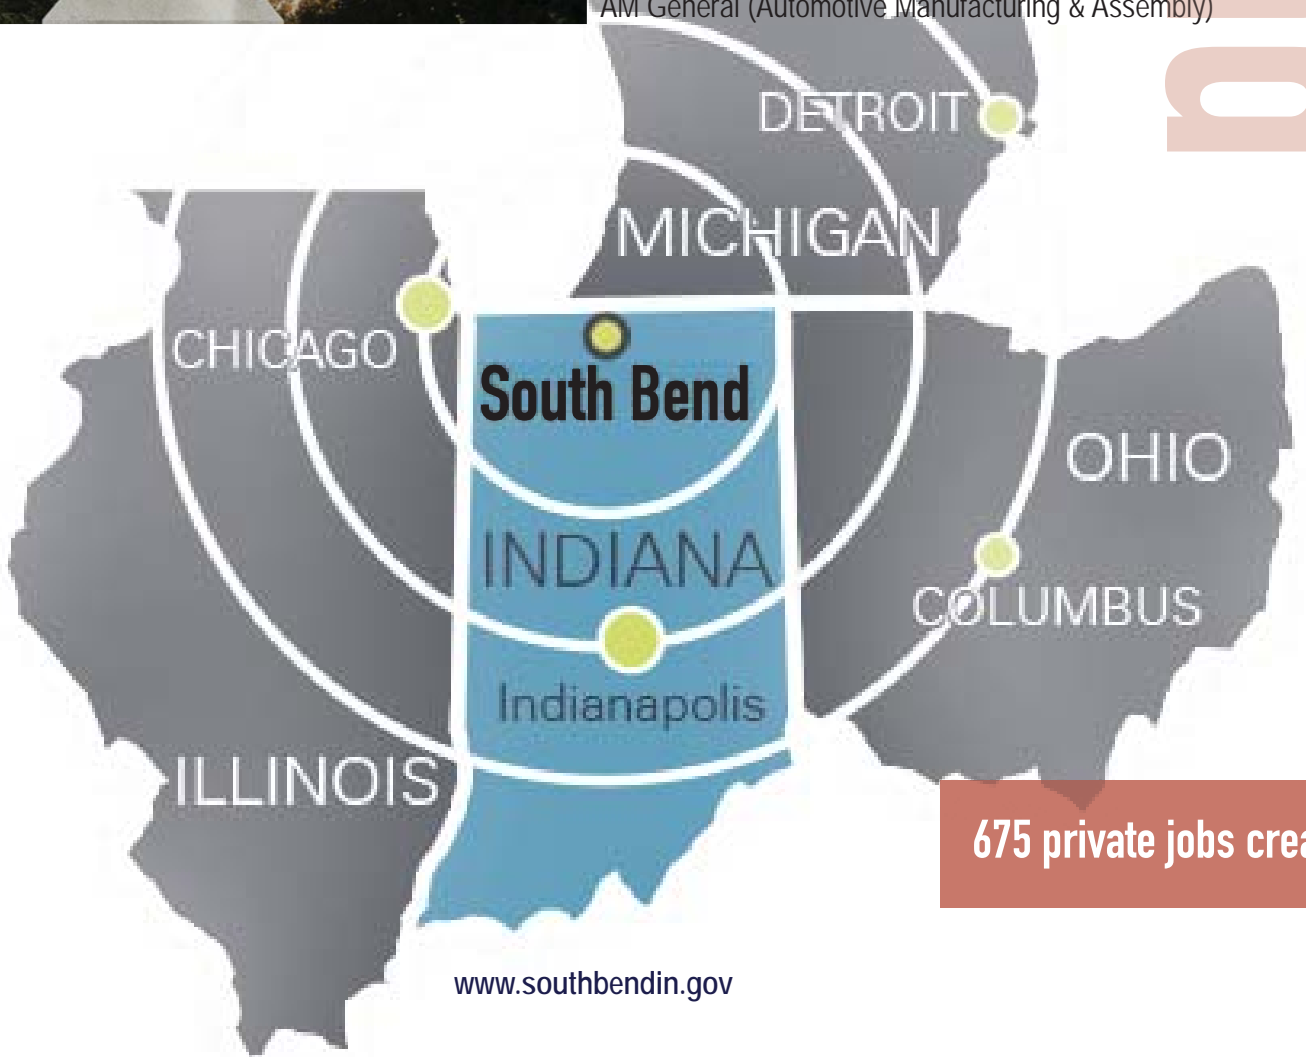 AM General (Automotive Manufacturing & Assembly)
DETROIT
MICHIGAN
CHICAGO
South Bend
OHIO
INDIANA
COLUMBUS
Indianapolis
ILLINOIS
675 private jobs
www.southbendin.gov